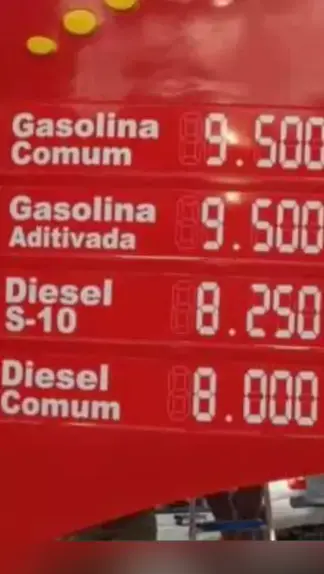 Gasolina 9.500
Comum
Gasolina 9.500
Aditivada
Diesel 8.250
S-10
Diesel 8.000
Comum